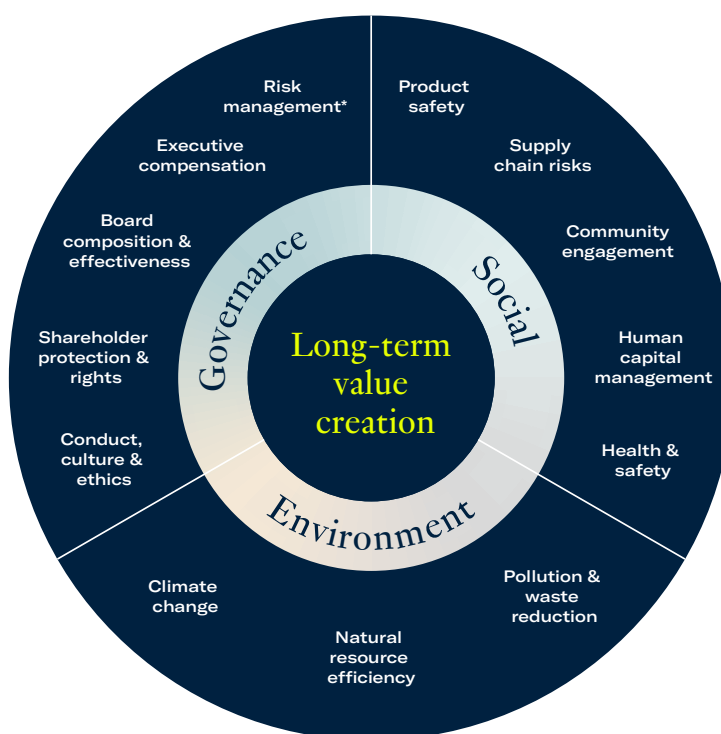 Risk
management*
Executive
compensation
Board
composition &
effectiveness
Shareholder
protection &
rights
Conduct,
culture &
ethics
Governance
Product
safety
Supply
chain risks
Community
engagement
Human
capital
management
Health &
safety
Social
Long-term
value
creation
Environment
Climate
change
Natural
resource
efficiency
Pollution &
waste
reduction